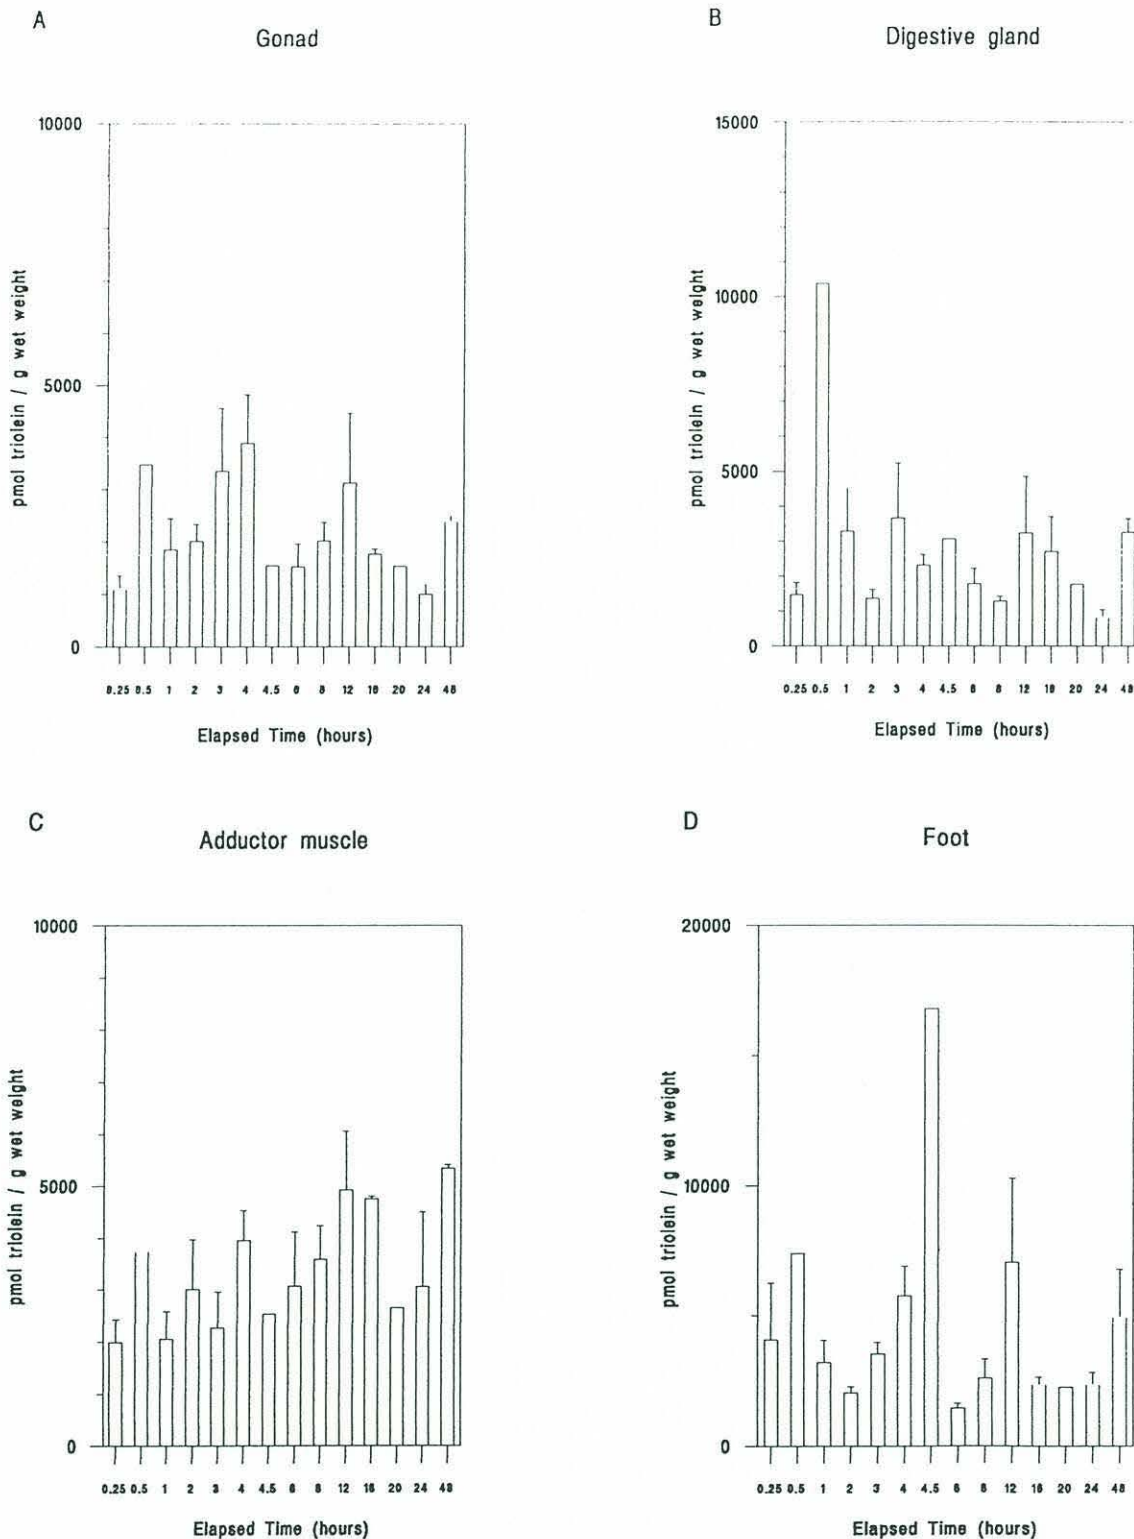 A
Gonad
10000
5000
0
pmol triolein / g wet weight
0.25 0.5 1 2 3 4 4.5 6 8 12 16 20 24 48
Elapsed Time (hours)
B
Digestive gland
15000
10000
5000
0
pmol triolein / g wet weight
0.25 0.5 1 2 3 4 4.5 6 8 12 16 20 24 48
Elapsed Time (hours)
C
Adductor muscle
10000
5000
0
pmol triolein / g wet weight
0.25 0.5 1 2 3 4 4.5 6 8 12 16 20 24 48
Elapsed Time (hours)
D
Foot
20000
10000
0
pmol triolein / g wet weight
0.25 0.5 1 2 3 4 4.5 6 8 12 16 20 24 48
Elapsed Time (hours)